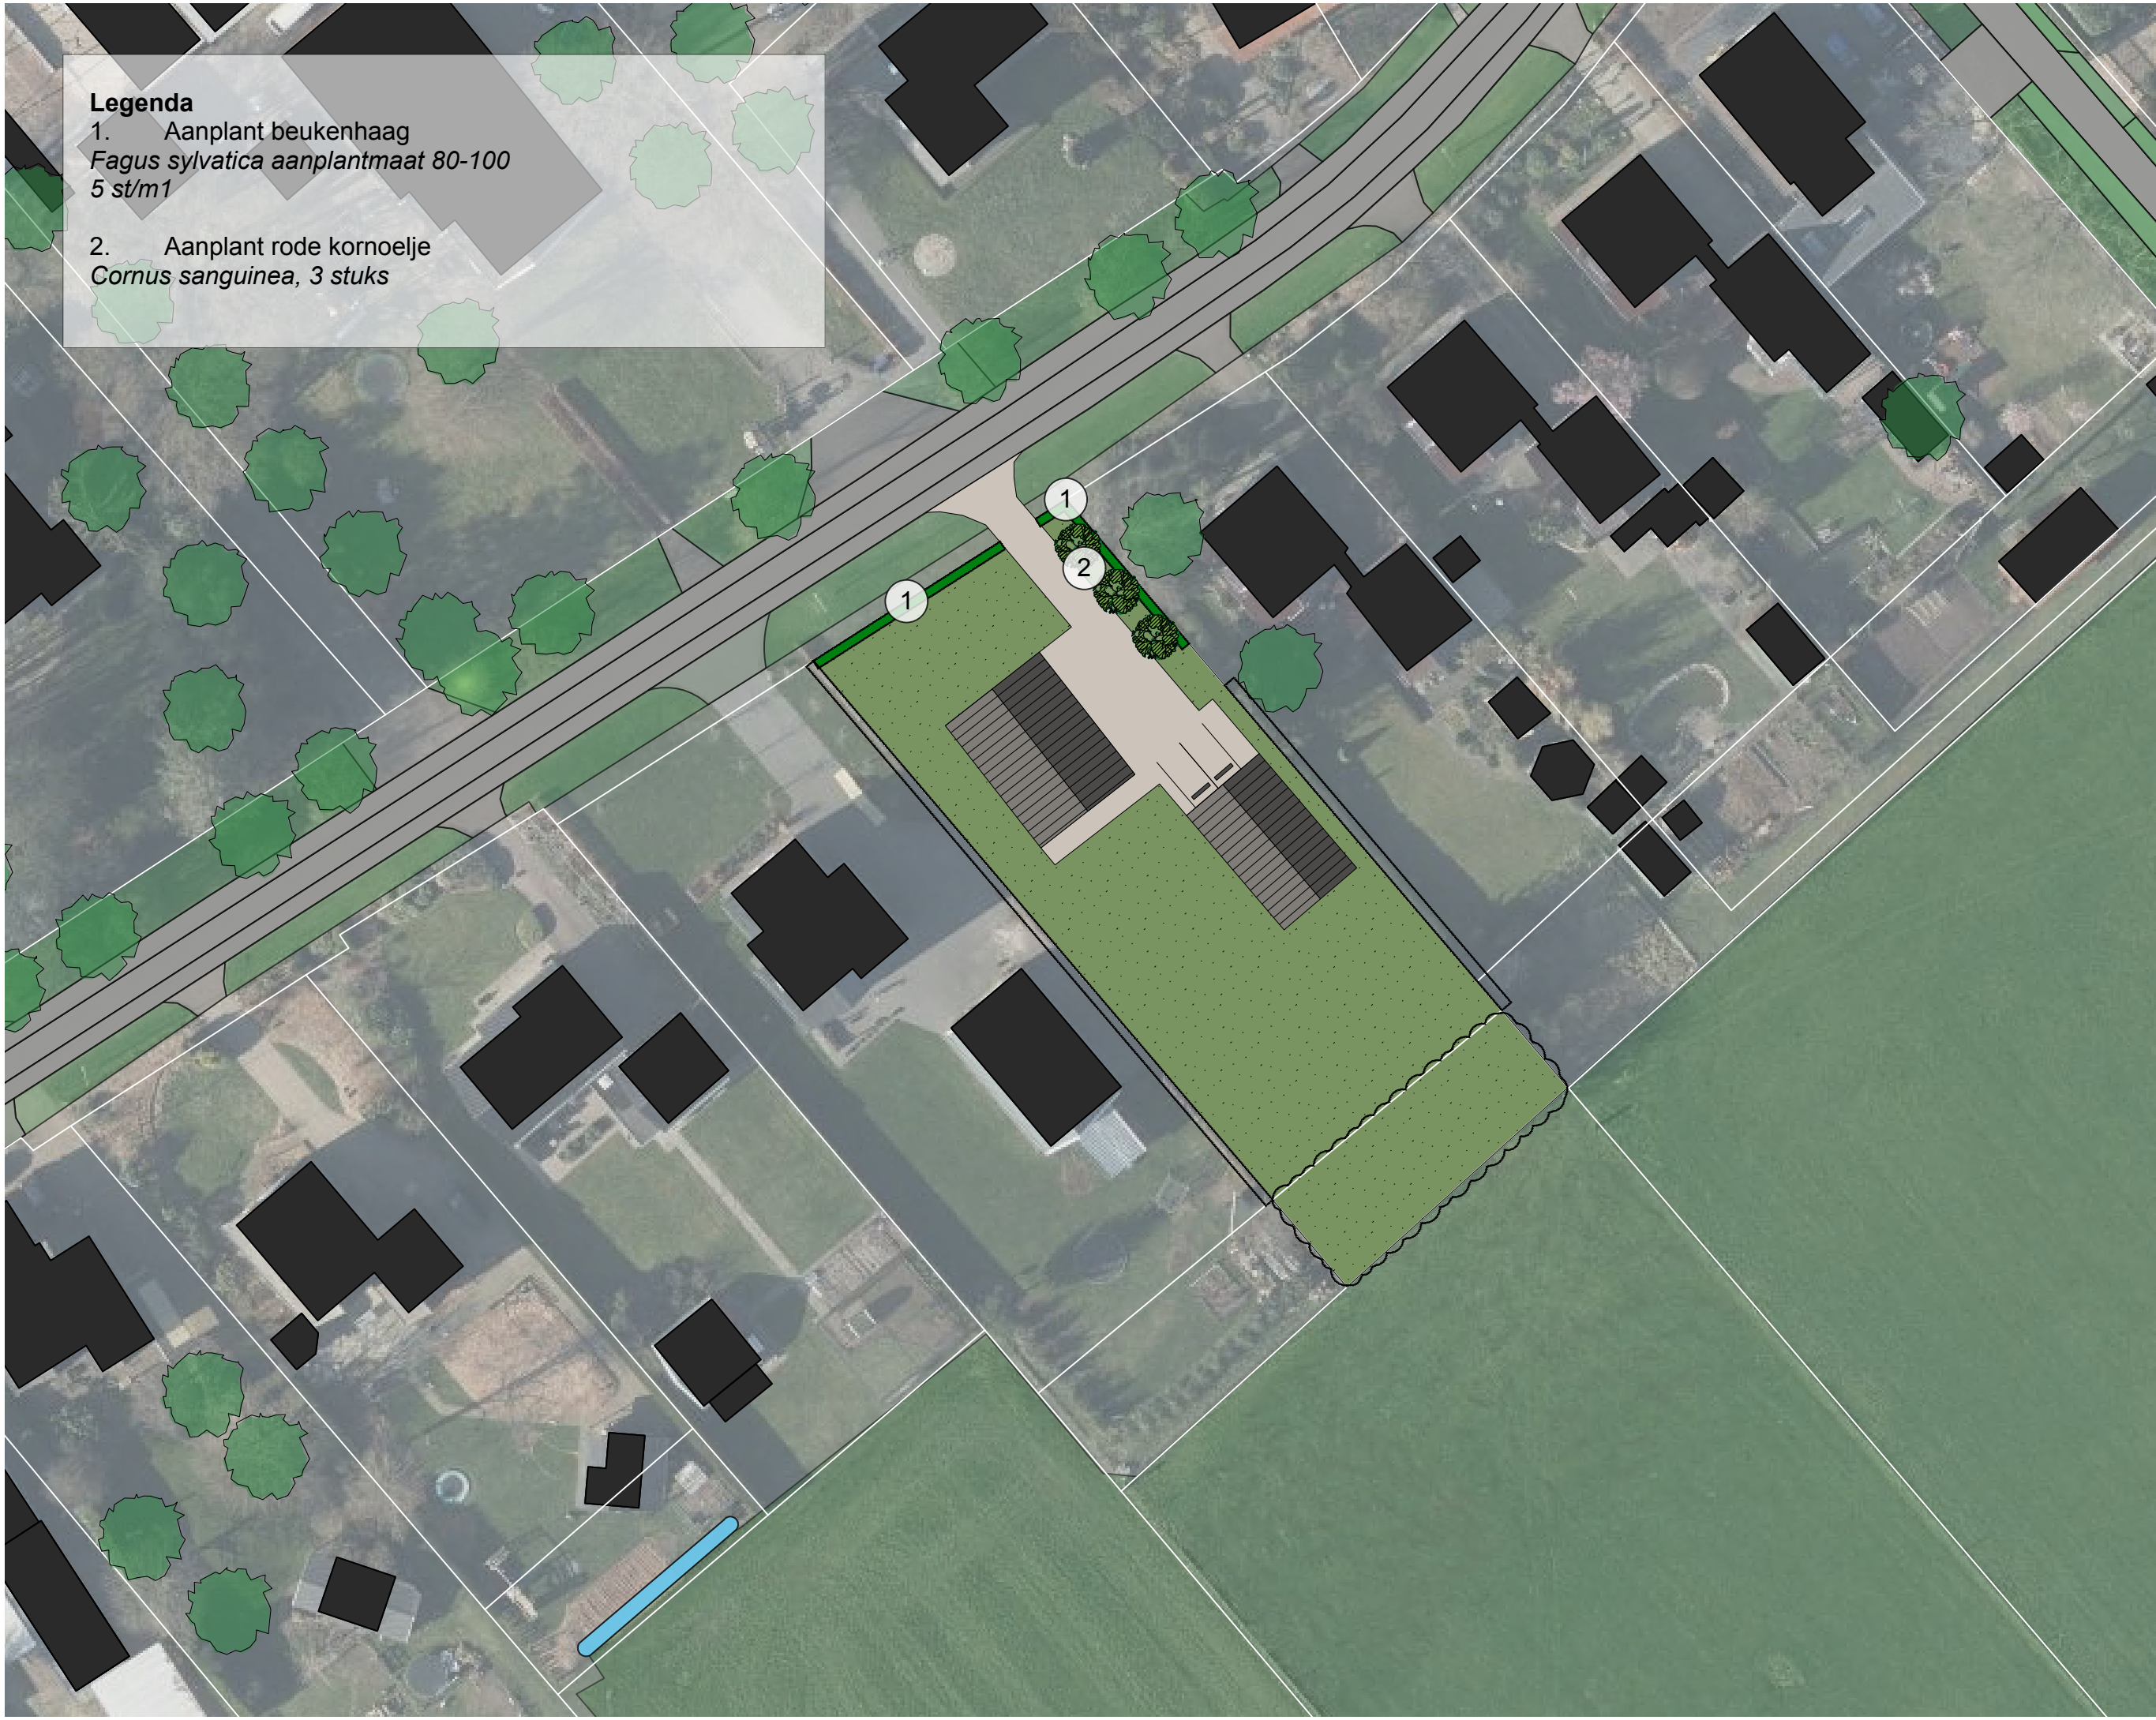 Legenda
1. Aanplant beukenhaag
Fagus sylvatica aanplantmaat 80-100
5 st/m1
2. Aanplant rode kornoelje
Cornus sanguinea, 3 stuks
1
2
1